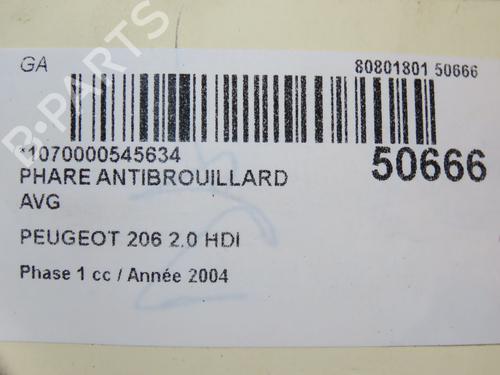 GA
80801801 50666
*1070000545634
50666
PHARE ANTIBROUILLARD
AVG
PEUGEOT 206 2.0 HDI
Phase 1 cc / Année 2004
B-PARTS